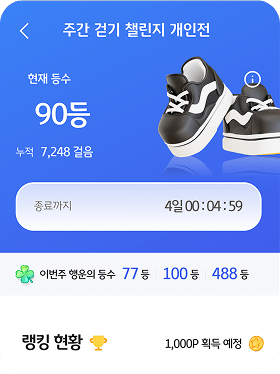 주간 걷기 챌린지 개인전
현재 등수
90등
누적 7,248 걸음
종료까지 4일 00 : 04 : 59
이번주 행운의 등수 77 등 100 등 488 등
랭킹 현황 1,000P 획득 예정